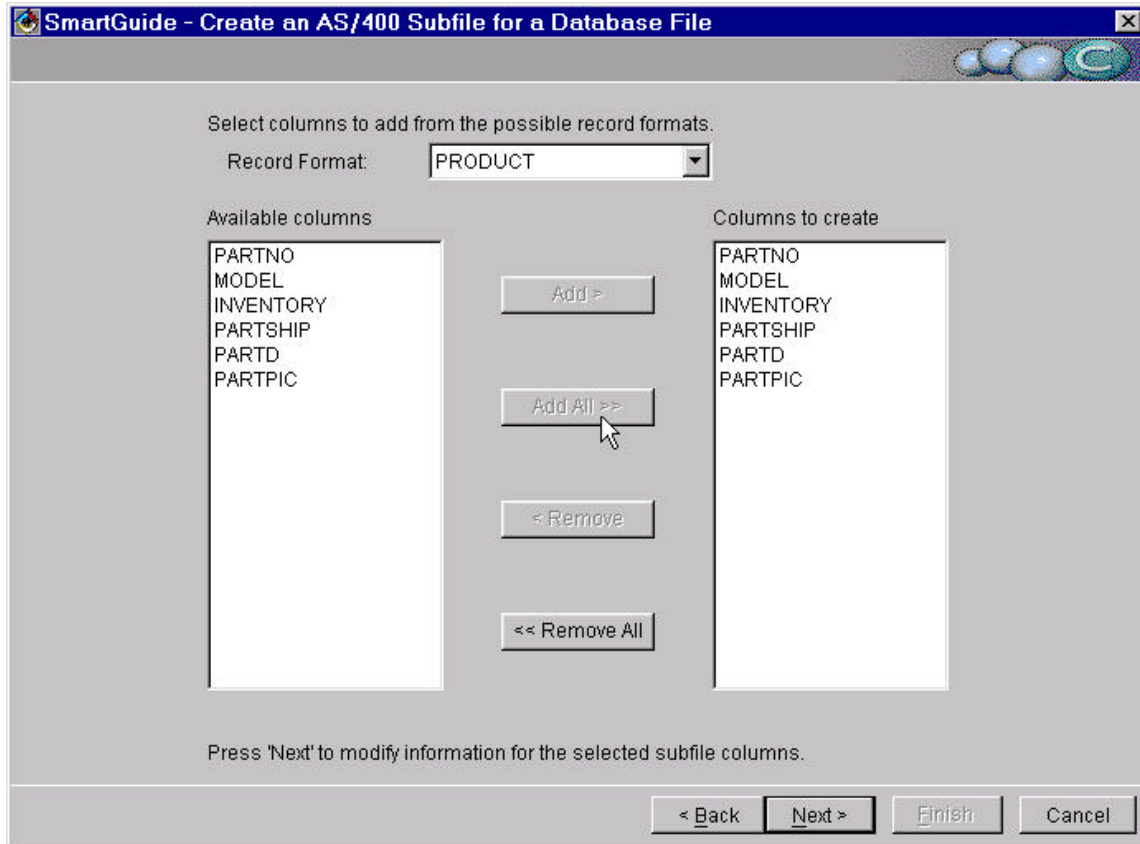 SmartGuide - Create an AS/400 Subfile for a Database File
C
Select columns to add from the possible record formats.
Record Format: PRODUCT
Available columns
PARTNO
MODEL
INVENTORY
PARTSHIP
PARTD
PARTPIC
Add >
Add All >>
< Remove
<< Remove All
Columns to create
PARTNO
MODEL
INVENTORY
PARTSHIP
PARTD
PARTPIC
Press 'Next' to modify information for the selected subfile columns.
< Back Next > Finish Cancel